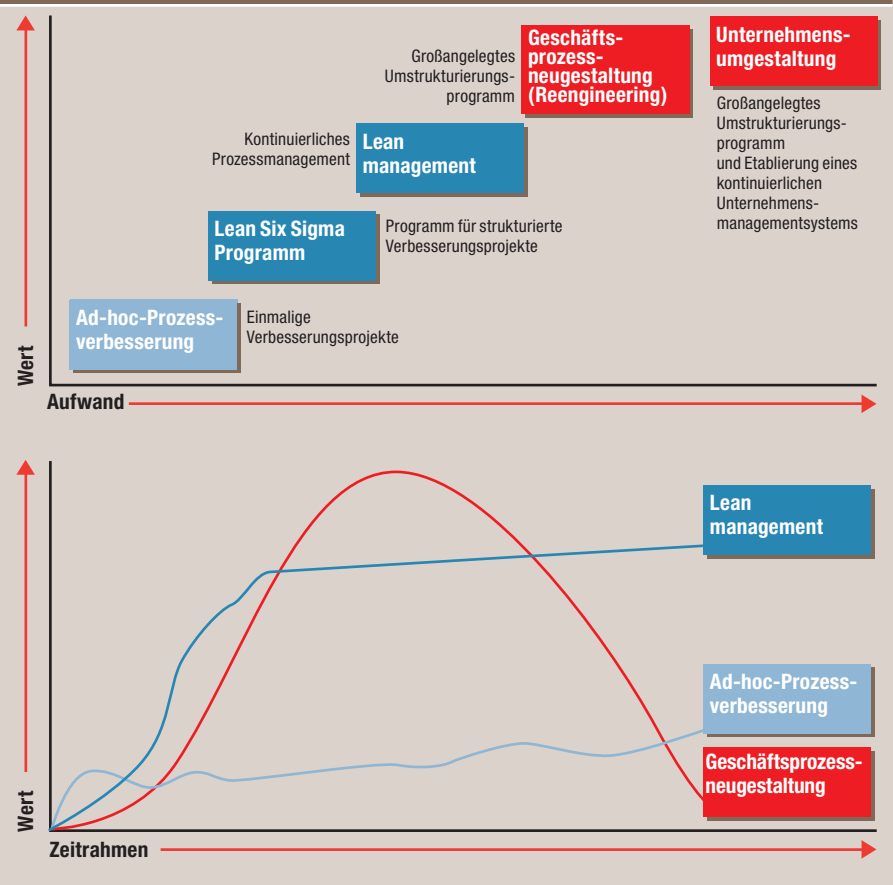 Geschäfts-
prozess-
neugestaltung
(Reengineering)
Großangelegtes
Umstrukturierungs-
programm
Unternehmens-
umgestaltung
Großangelegtes
Umstrukturierungs-
programm
und Etablierung eines
kontinuierlichen
Unternehmens-
managementsystems
Kontinuierliches
Prozessmanagement
Lean
management
Lean Six Sigma
Programm
Programm für strukturierte
Verbesserungsprojekte
Ad-hoc-Prozess-
verbesserung
Einmalige
Verbesserungsprojekte
Wert
Aufwand
Lean
management
Ad-hoc-Prozess-
verbesserung
Geschäftsprozess-
neugestaltung
Wert
Zeitrahmen